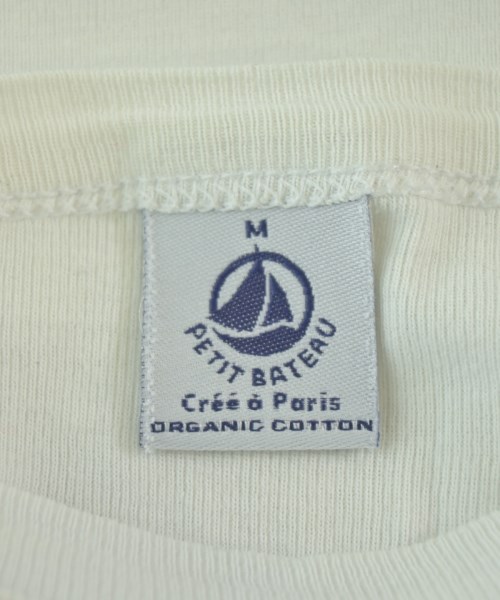 M
PETIT BATEAU
Créé à Paris
ORGANIC COTTON